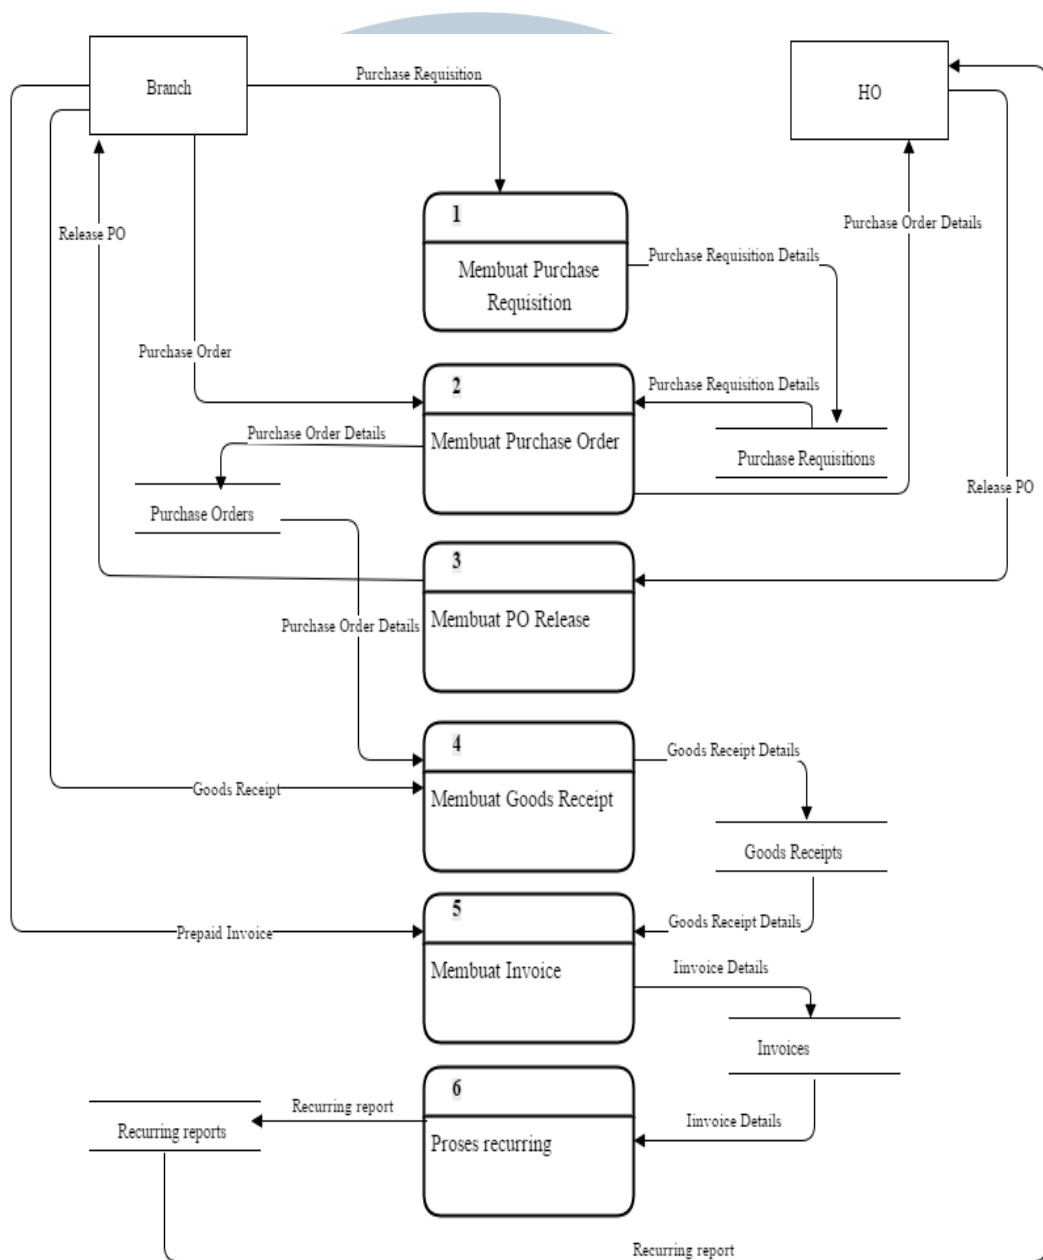 Purchase Requisition
Branch
HO
1
Purchase Order Details
Release PO
Purchase Requisition Details
Membuat Purchase
Requisition
Purchase Order
2
Purchase Requisition Details
Purchase Order Details
Membuat Purchase Order
Purchase Requisitions
Release PO
Purchase Orders
3
Membuat PO Release
Purchase Order Details
4
Goods Receipt Details
Goods Receipt
Membuat Goods Receipt
Goods Receipts
5
Goods Receipt Details
Prepaid Invoice
Membuat Invoice
Iinvoice Details
Invoices
6
Recurring report
Iinvoice Details
Recurring reports
Proses recurring
Recurring report